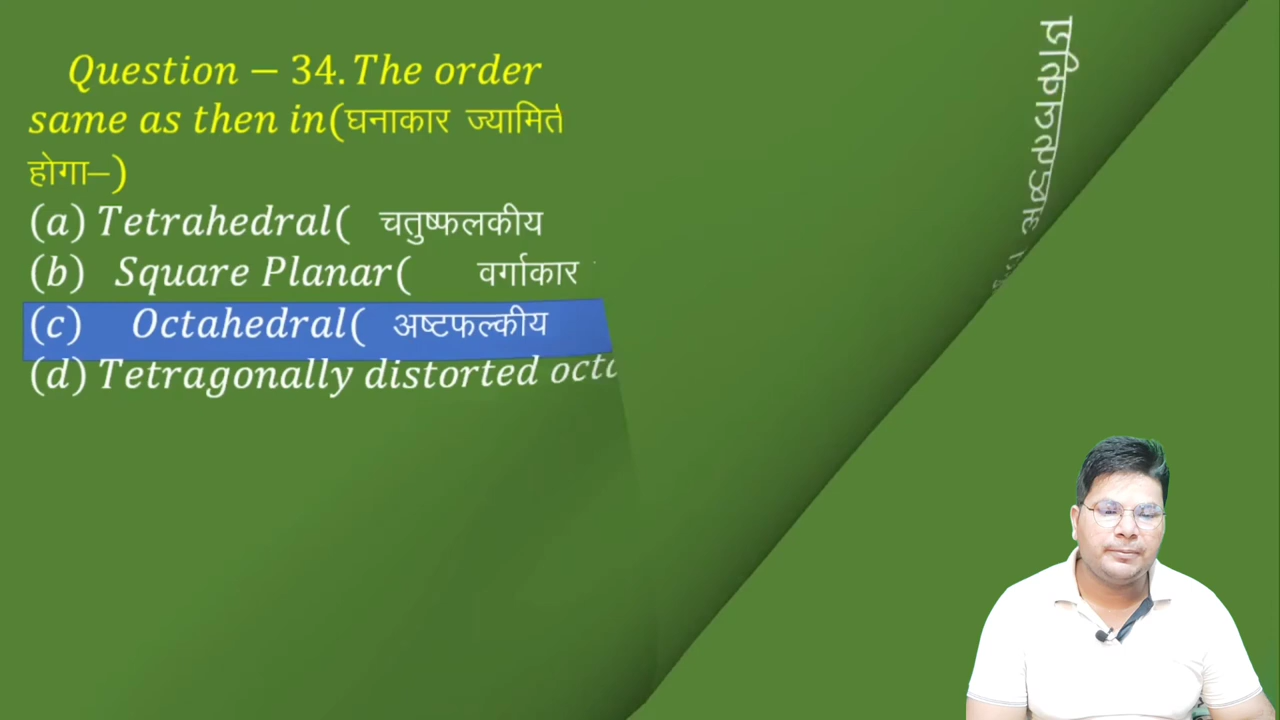 Question − 34. The order
same as then in(घनाकार ज्यामिती
होगा−)
(a) Tetrahedral( चतुष्फलकीय
(b) Square Planar( वर्गाकार
(c) Octahedral( अष्टफल्कीय
(d) Tetragonally distorted octa